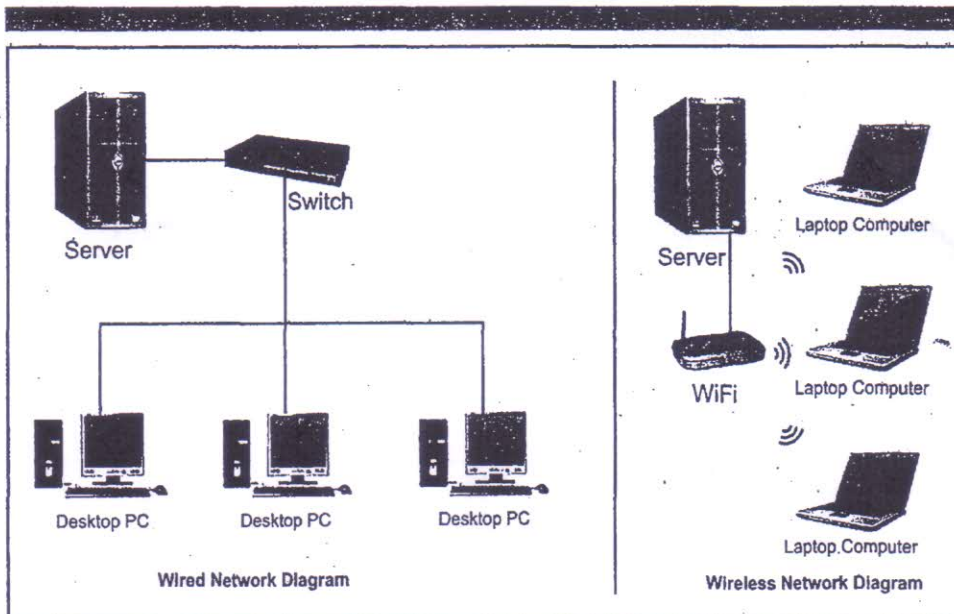 Switch
Server
Desktop PC
Desktop PC
Desktop PC
Wired Network Diagram
Laptop Computer
Server
WiFi
Laptop Computer
Laptop Computer
Wireless Network Diagram